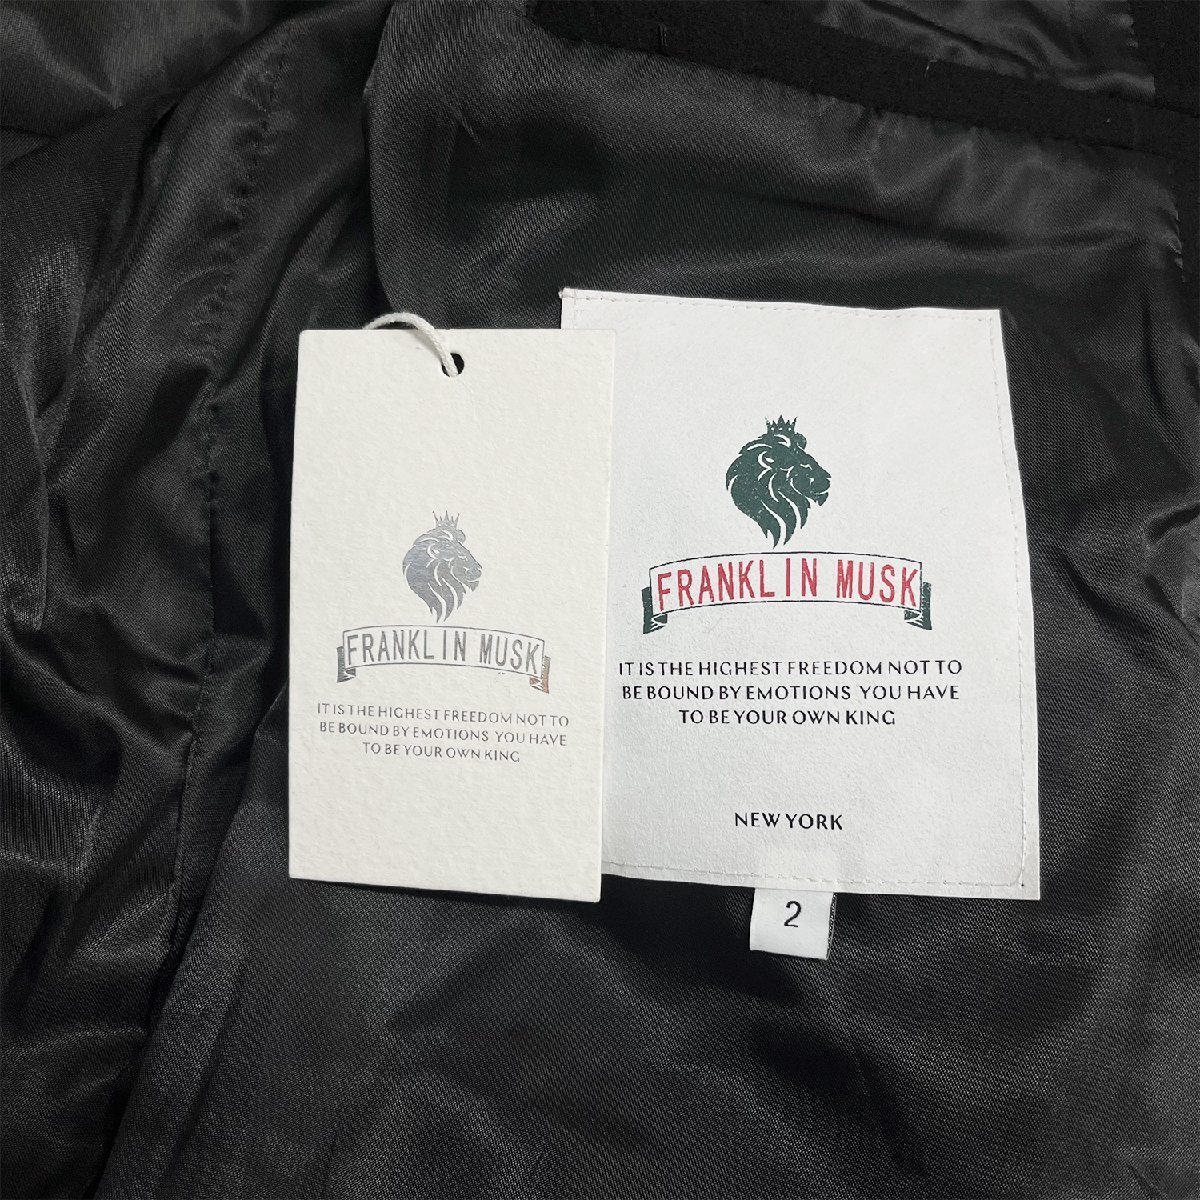 FRANKLIN MUSK
IT IS THE HIGHEST FREEDOM NOT TO
BE BOUND BY EMOTIONS YOU HAVE
TO BE YOUR OWN KING
FRANKLIN MUSK
IT IS THE HIGHEST FREEDOM NOT TO
BE BOUND BY EMOTIONS YOU HAVE
TO BE YOUR OWN KING
NEW YORK
2